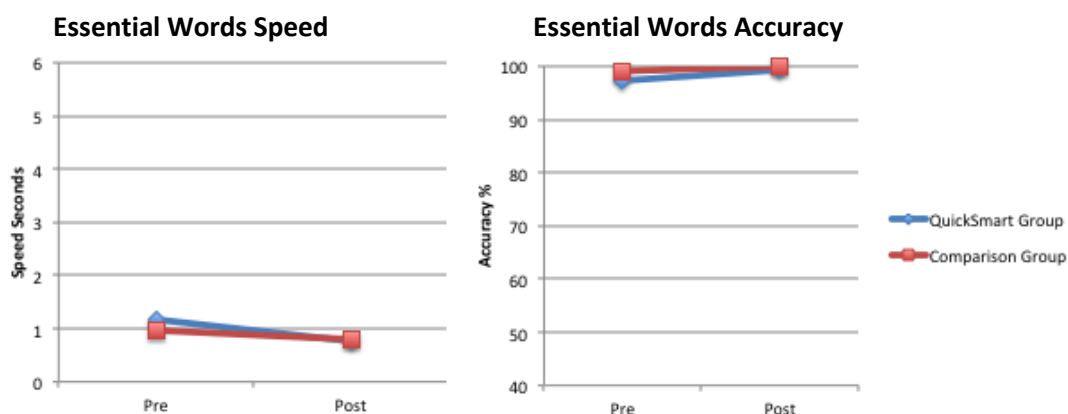 Essential Words Speed
6
5
4
3
2
1
0
Speed Seconds
Pre Post
Essential Words Accuracy
100
90
80
70
60
50
40
Accuracy %
Pre Post
QuickSmart Group
Comparison Group